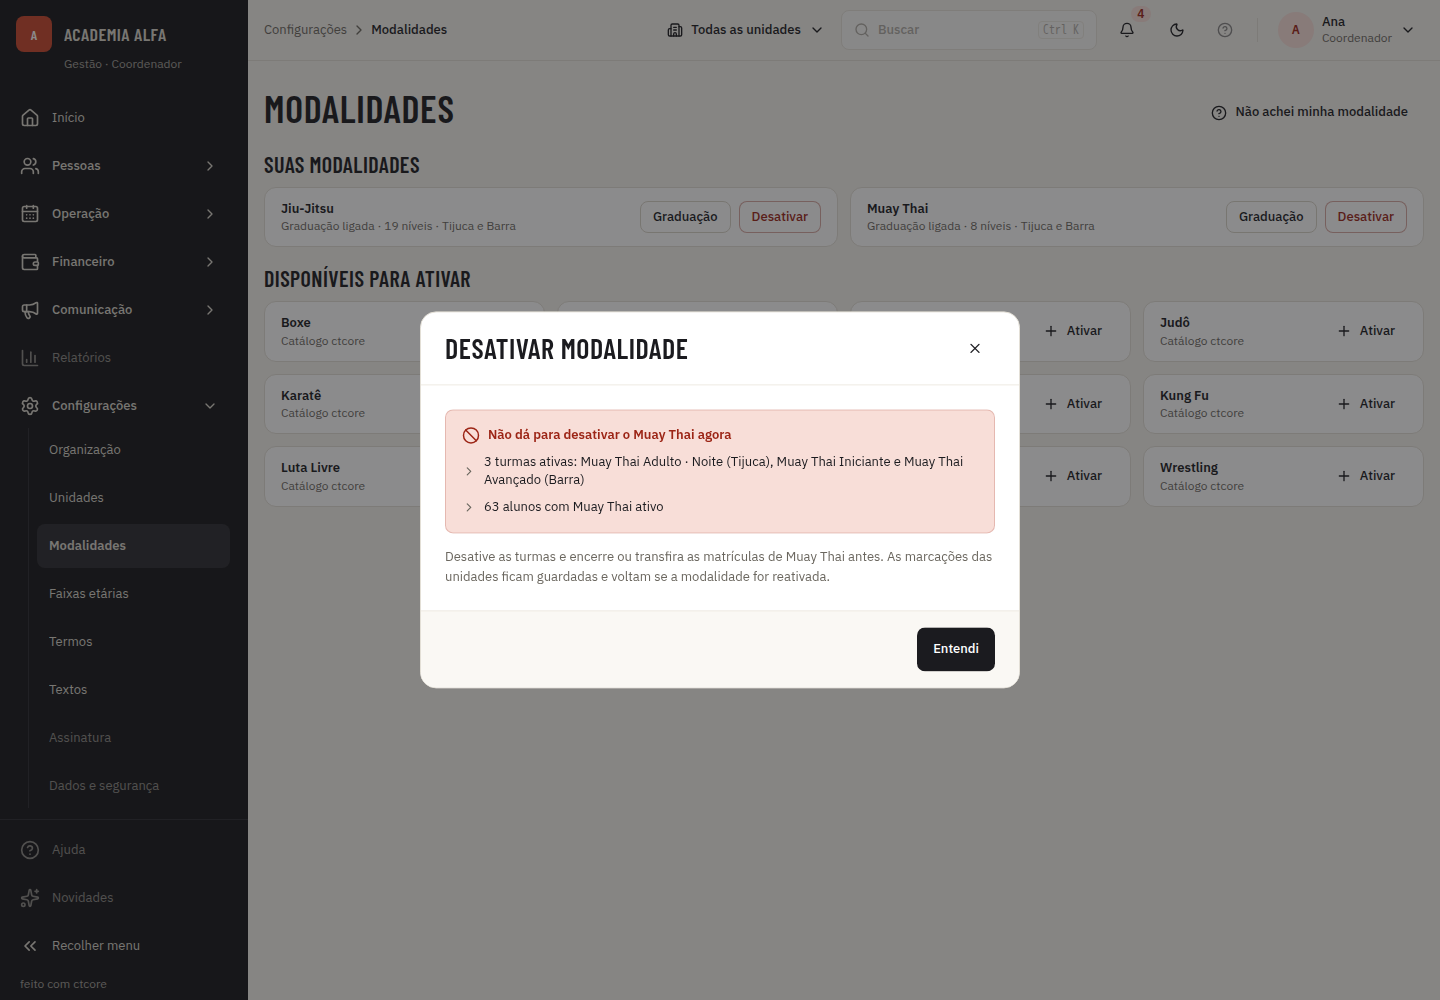 A
ACADEMIA ALFA
Gestão · Coordenador
Início
Pessoas
Operação
Financeiro
Comunicação
Relatórios
Configurações
Organização
Unidades
Modalidades
Faixas etárias
Termos
Textos
Assinatura
Dados e segurança
Ajuda
Novidades
Recolher menu
feito com ctcore
Configurações > Modalidades
Todas as unidades
Buscar
Ctrl K
4
A
Ana
Coordenador
MODALIDADES
Não achei minha modalidade
SUAS MODALIDADES
Jiu-Jitsu
Graduação ligada · 19 níveis · Tijuca e Barra
Graduação
Desativar
Muay Thai
Graduação ligada · 8 níveis · Tijuca e Barra
Graduação
Desativar
DISPONÍVEIS PARA ATIVAR
Boxe
Catálogo ctcore
Ativar
Judô
Catálogo ctcore
Ativar
Karatê
Catálogo ctcore
Ativar
Kung Fu
Catálogo ctcore
Ativar
Luta Livre
Catálogo ctcore
Ativar
Wrestling
Catálogo ctcore
Ativar
DESATIVAR MODALIDADE
Não dá para desativar o Muay Thai agora
3 turmas ativas: Muay Thai Adulto · Noite (Tijuca), Muay Thai Iniciante e Muay Thai
Avançado (Barra)
63 alunos com Muay Thai ativo
Desative as turmas e encerre ou transfira as matrículas de Muay Thai antes. As marcações das
unidades ficam guardadas e voltam se a modalidade for reativada.
Entendi